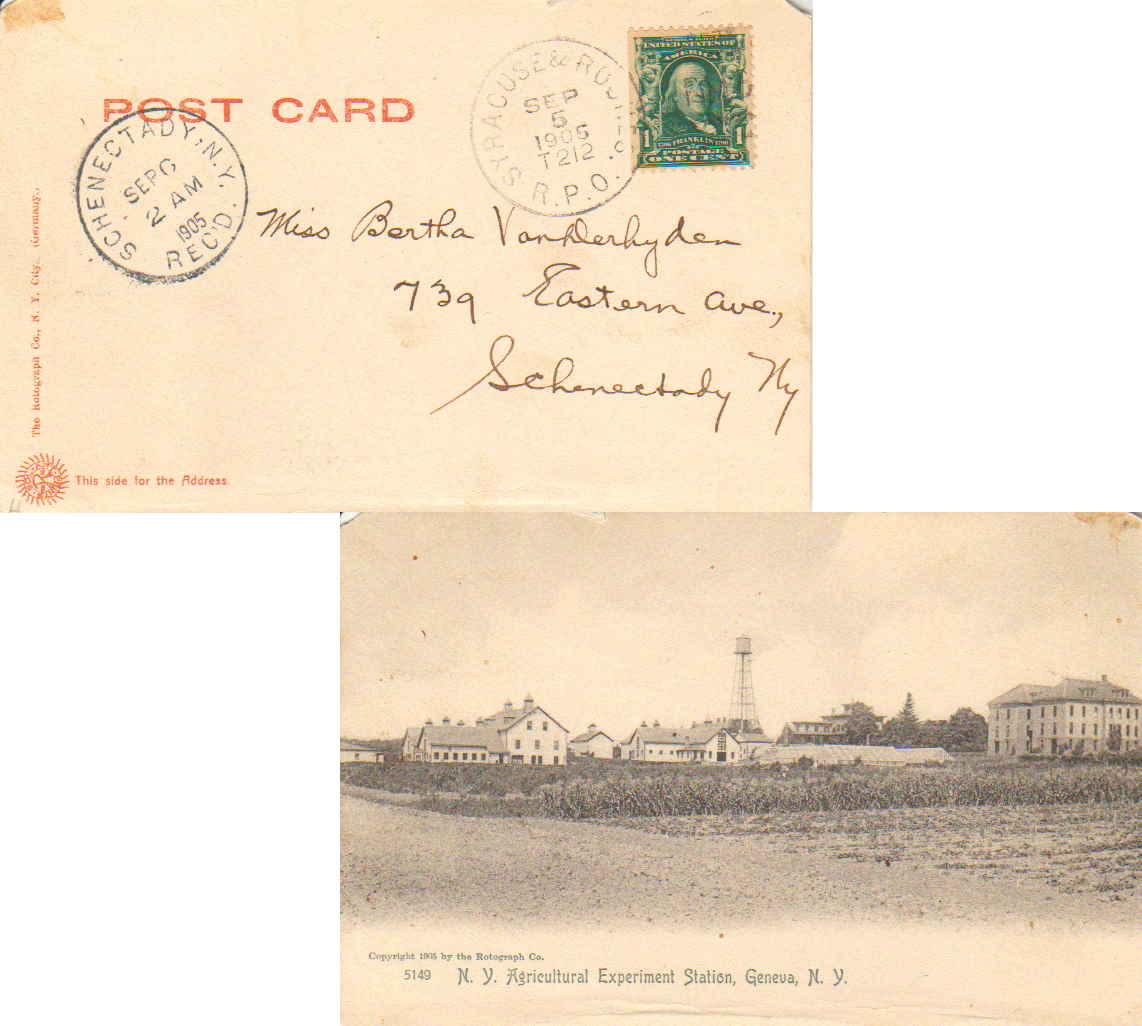 POST CARD
SYRACUSE & ROCH.
SEP
5
1905
T212
R.P.O.
UNITED STATES OF
AMERICA
1 FRANKLIN 1
POSTAGE
ONE CENT
SCHENECTADY, N.Y.
SEP 6
2 AM
1905
REC'D.
Miss Bertha VanDerhyden
739 Eastern Ave.,
Schenectady Ny
The Rotograph Co., N. Y. City. (Germany.)
This side for the Address.
Copyright 1905 by the Rotograph Co.
5149 N. Y. Agricultural Experiment Station, Geneva, N. Y.